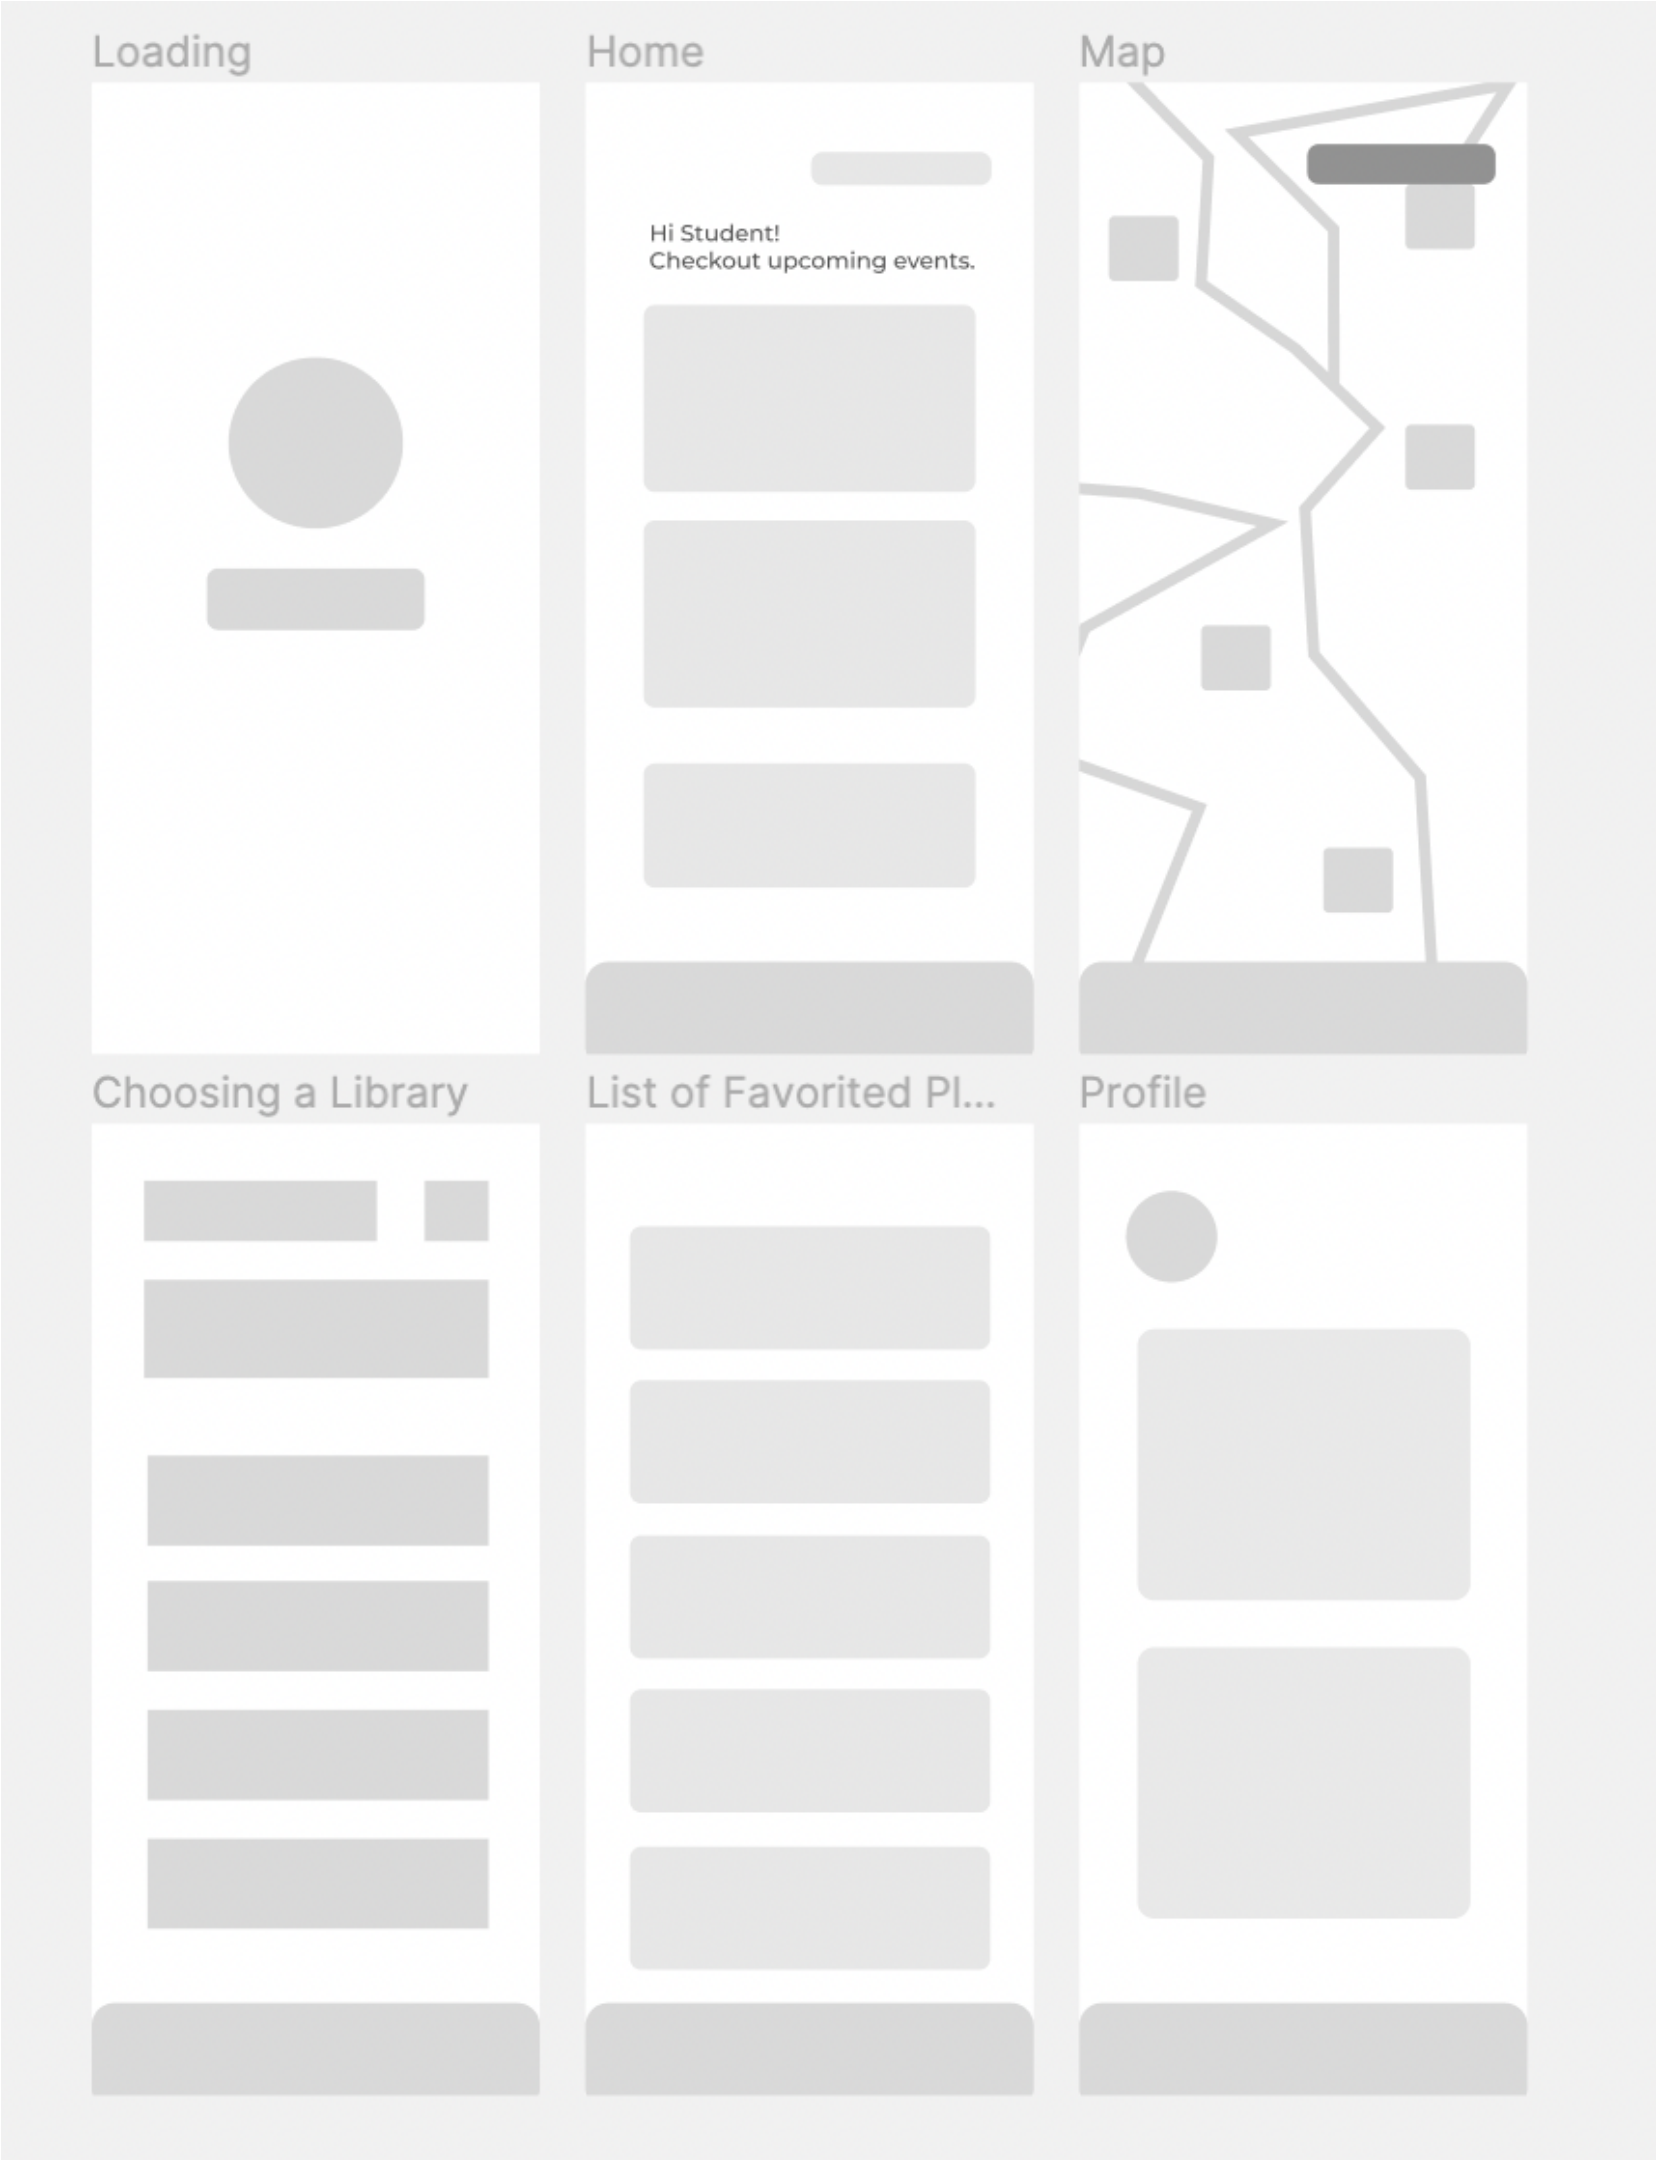 Loading
Home
Map
Hi Student!
Checkout upcoming events.
Choosing a Library
List of Favorited Pl...
Profile